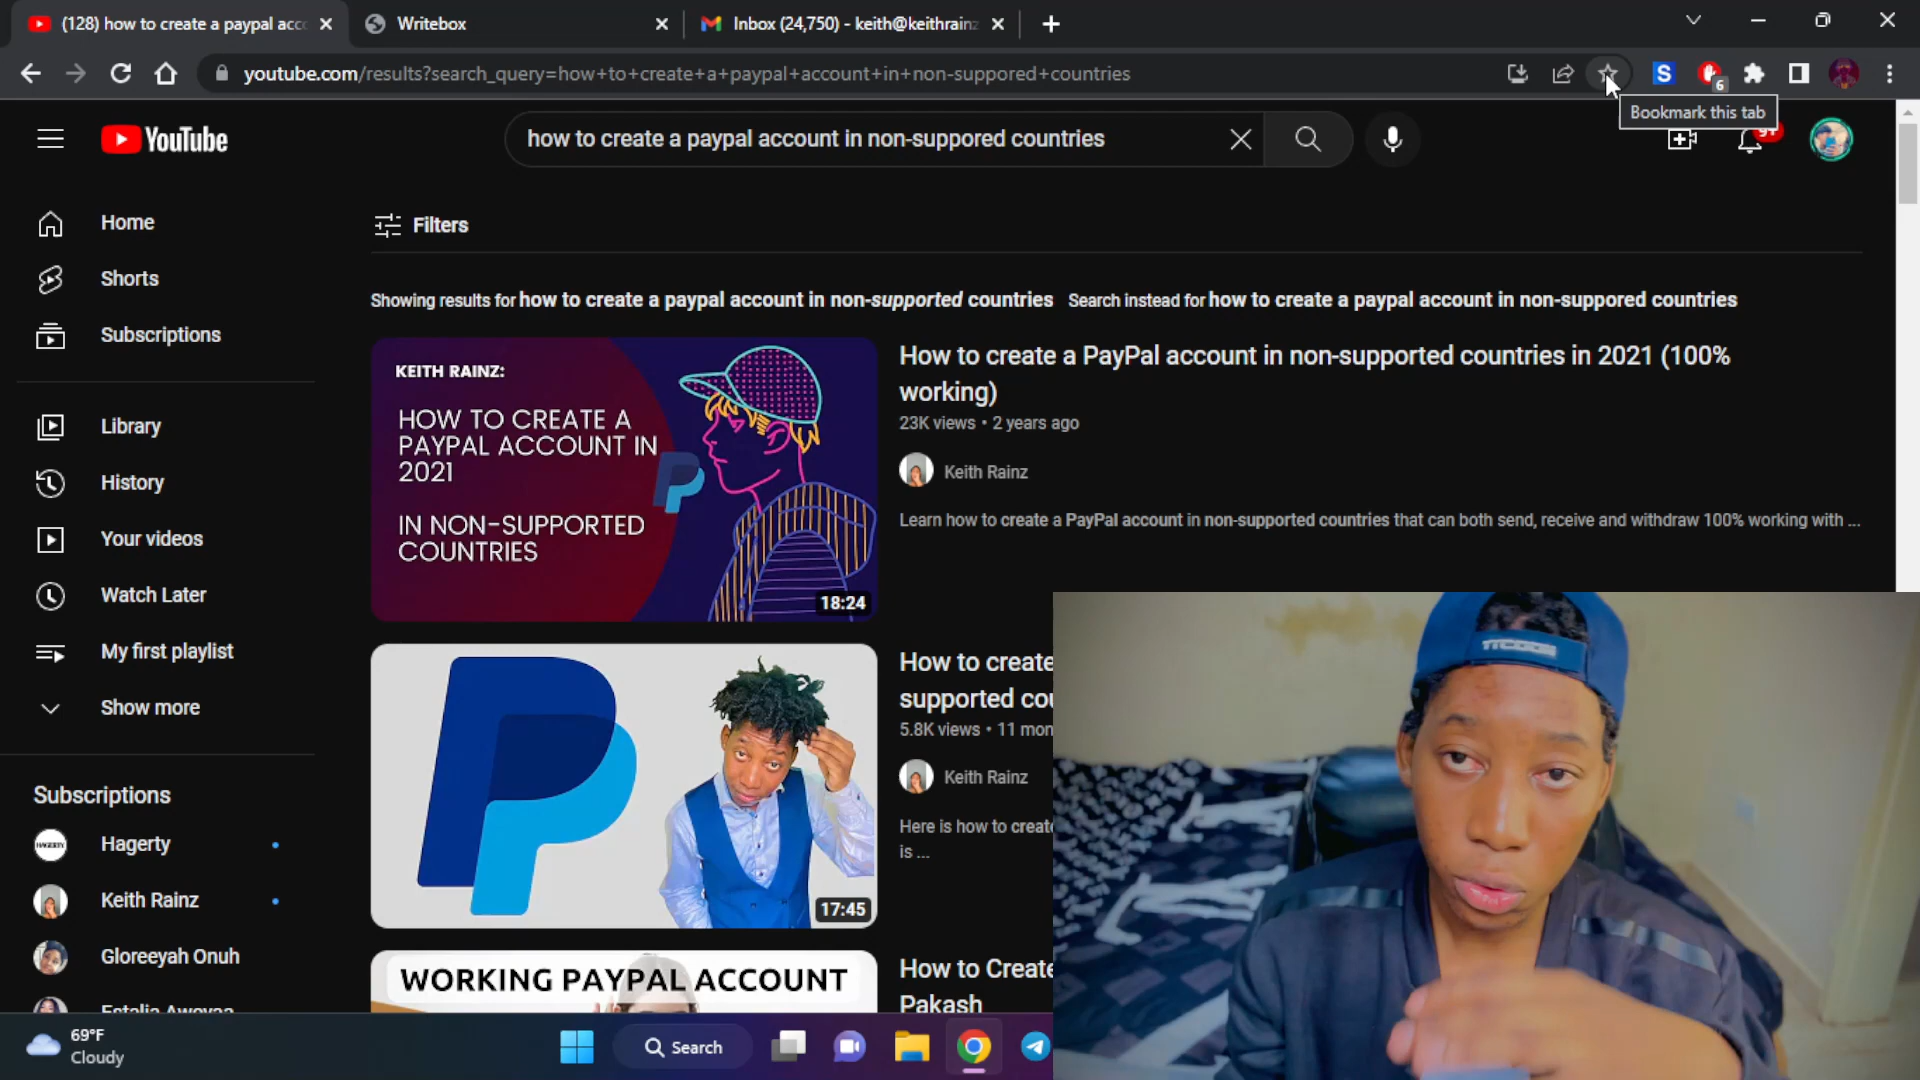 (128) how to create a paypal acc
Writebox
Inbox (24,750) - keith@keithrain
youtube.com/results?search_query=how+to+create+a+paypal+account+in+non-suppored+countries
S
6
Bookmark this tab
YouTube
how to create a paypal account in non-suppored countries
9+
Home
Shorts
Subscriptions
Library
History
Your videos
Watch Later
My first playlist
Show more
Subscriptions
HAGERTY
Hagerty
Keith Rainz
Gloreeyah Onuh
Filters
Showing results for how to create a paypal account in non-supported countries Search instead for how to create a paypal account in non-suppored countries
KEITH RAINZ:
HOW TO CREATE A
PAYPAL ACCOUNT IN
2021
IN NON-SUPPORTED
COUNTRIES
18:24
How to create a PayPal account in non-supported countries in 2021 (100%
working)
23K views • 2 years ago
Keith Rainz
Learn how to create a PayPal account in non-supported countries that can both send, receive and withdraw 100% working with ...
17:45
How to create
supported cou
5.8K views • 11 mon
Keith Rainz
Here is how to create
is ...
WORKING PAYPAL ACCOUNT
How to Create
Pakash
69°F
Cloudy
Search